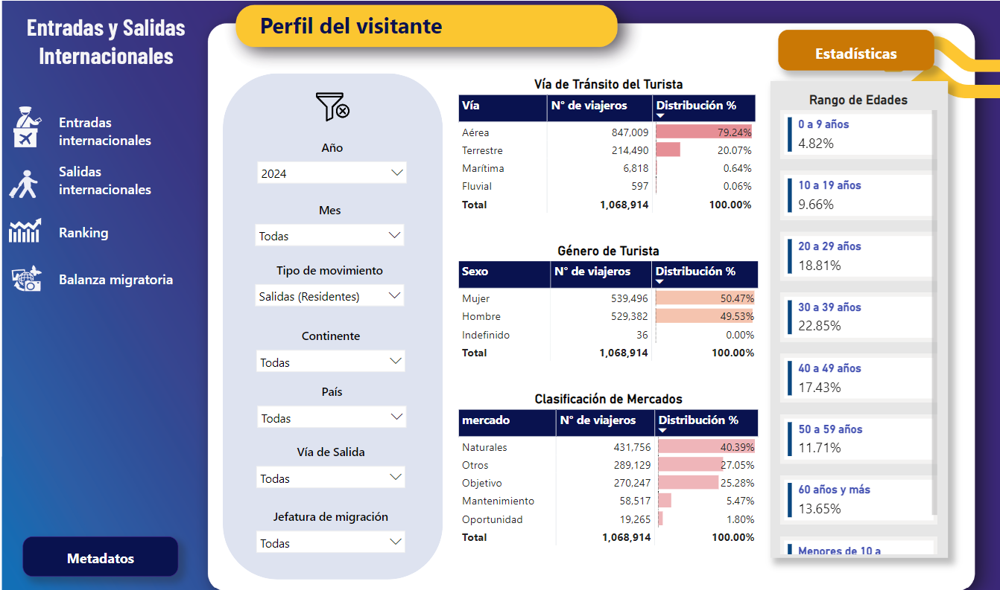 Entradas y Salidas
Internacionales
Entradas
internacionales
Salidas
internacionales
Ranking
Balanza migratoria
Metadatos
Perfil del visitante
Año
2024
Mes
Todas
Tipo de movimiento
Salidas (Residentes)
Continente
Todas
País
Todas
Vía de Salida
Todas
Jefatura de migración
Todas
Vía de Tránsito del Turista
Vía N° de viajeros Distribución %
Aérea 847,009 79.24%
Terrestre 214,490 20.07%
Marítima 6,818 0.64%
Fluvial 597 0.06%
Total 1,068,914 100.00%
Género de Turista
Sexo N° de viajeros Distribución %
Mujer 539,496 50.47%
Hombre 529,382 49.53%
Indefinido 36 0.00%
Total 1,068,914 100.00%
Clasificación de Mercados
mercado N° de viajeros Distribución %
Naturales 431,756 40.39%
Otros 289,129 27.05%
Objetivo 270,247 25.28%
Mantenimiento 58,517 5.47%
Oportunidad 19,265 1.80%
Total 1,068,914 100.00%
Estadísticas
Rango de Edades
0 a 9 años
4.82%
10 a 19 años
9.66%
20 a 29 años
18.81%
30 a 39 años
22.85%
40 a 49 años
17.43%
50 a 59 años
11.71%
60 años y más
13.65%
Menores de 10 a